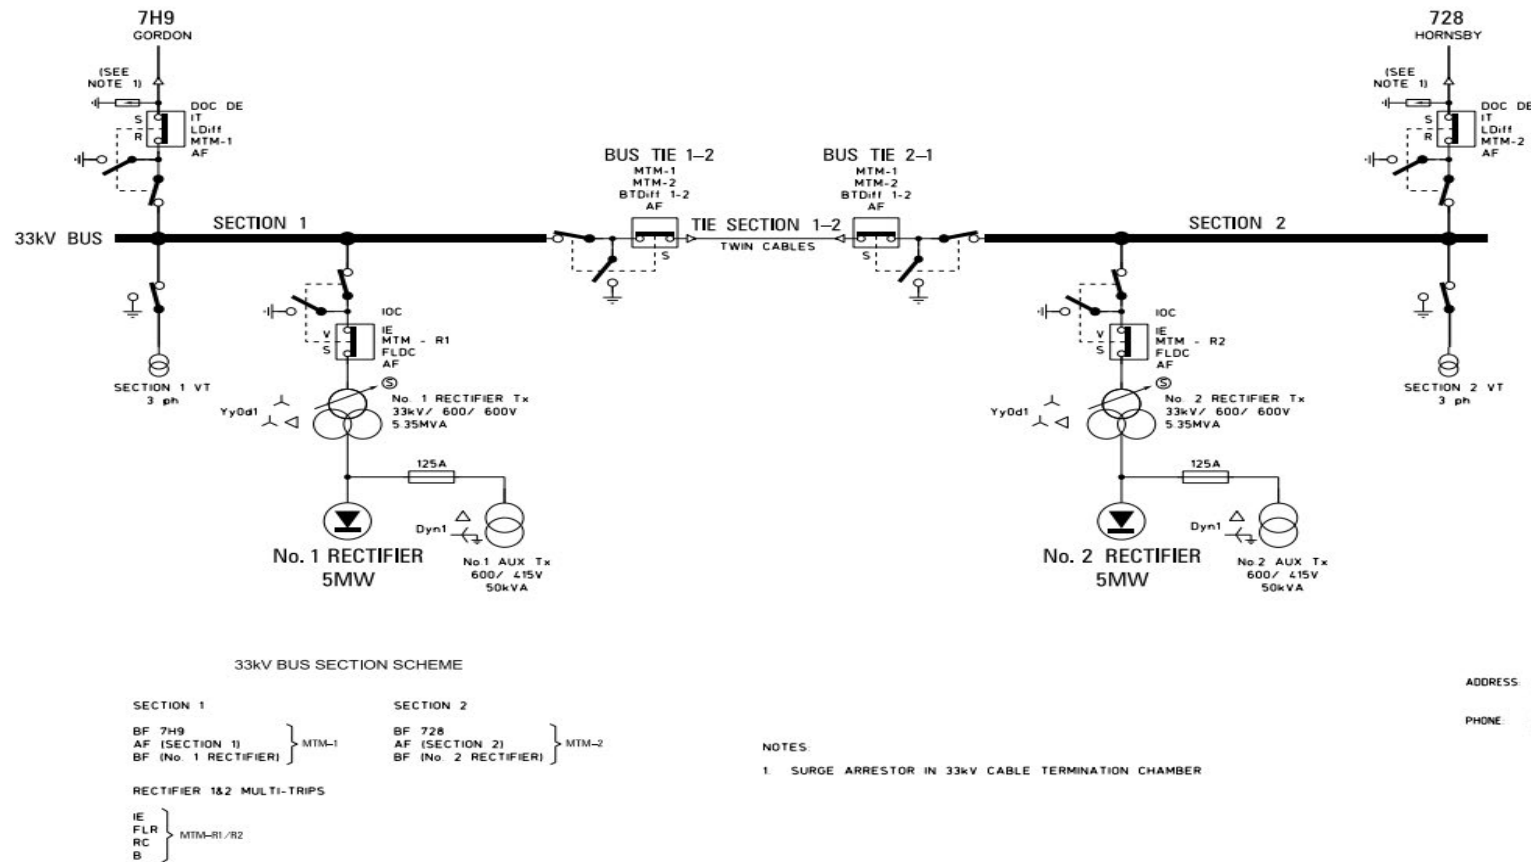 7H9
GORDON
(SEE
NOTE 1)
DOC DE
IT
LDiff
MTM-1
AF
S
R
728
HORNSBY
(SEE
NOTE 1)
DOC DE
IT
LDiff
MTM-2
AF
S
R
BUS TIE 1-2
MTM-1
MTM-2
BTDiff 1-2
AF
S
BUS TIE 2-1
MTM-1
MTM-2
BTDiff 1-2
AF
S
33kV BUS
SECTION 1
TIE SECTION 1-2
TWIN CABLES
SECTION 2
IOC
IE
MTM - R1
FLDC
AF
V
S
IOC
IE
MTM - R2
FLDC
AF
V
S
SECTION 1 VT
3 ph
SECTION 2 VT
3 ph
S
No. 1 RECTIFIER Tx
33kV/ 600/ 600V
5.35MVA
Yy0d1
S
No. 2 RECTIFIER Tx
33kV/ 600/ 600V
5.35MVA
Yy0d1
125A
125A
Dyn1
Dyn1
No. 1 RECTIFIER
5MW
No.1 AUX Tx
600/ 415V
50kVA
No. 2 RECTIFIER
5MW
No.2 AUX Tx
600/ 415V
50kVA
33kV BUS SECTION SCHEME
SECTION 1
BF 7H9
AF (SECTION 1)
BF (No. 1 RECTIFIER)
MTM-1
SECTION 2
BF 728
AF (SECTION 2)
BF (No. 2 RECTIFIER)
MTM-2
RECTIFIER 1&2 MULTI-TRIPS
IE
FLR
RC
B
MTM-R1/R2
NOTES:
1. SURGE ARRESTOR IN 33kV CABLE TERMINATION CHAMBER
ADDRESS:
PHONE: